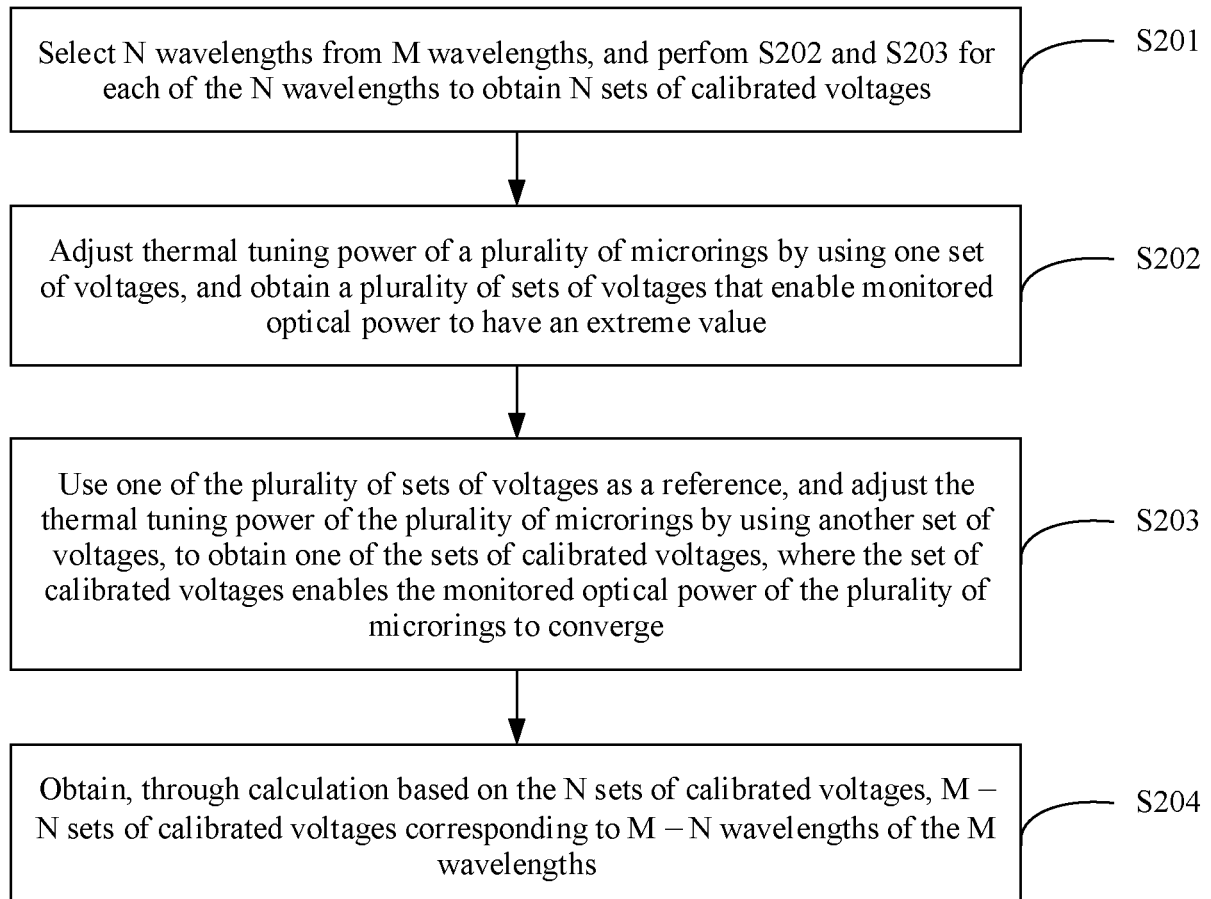 Select N wavelengths from M wavelengths, and perfom S202 and S203 for
each of the N wavelengths to obtain N sets of calibrated voltages
S201
Adjust thermal tuning power of a plurality of microrings by using one set
of voltages, and obtain a plurality of sets of voltages that enable monitored
optical power to have an extreme value
S202
Use one of the plurality of sets of voltages as a reference, and adjust the
thermal tuning power of the plurality of microrings by using another set of
voltages, to obtain one of the sets of calibrated voltages, where the set of
calibrated voltages enables the monitored optical power of the plurality of
microrings to converge
S203
Obtain, through calculation based on the N sets of calibrated voltages, M −
N sets of calibrated voltages corresponding to M − N wavelengths of the M
wavelengths
S204